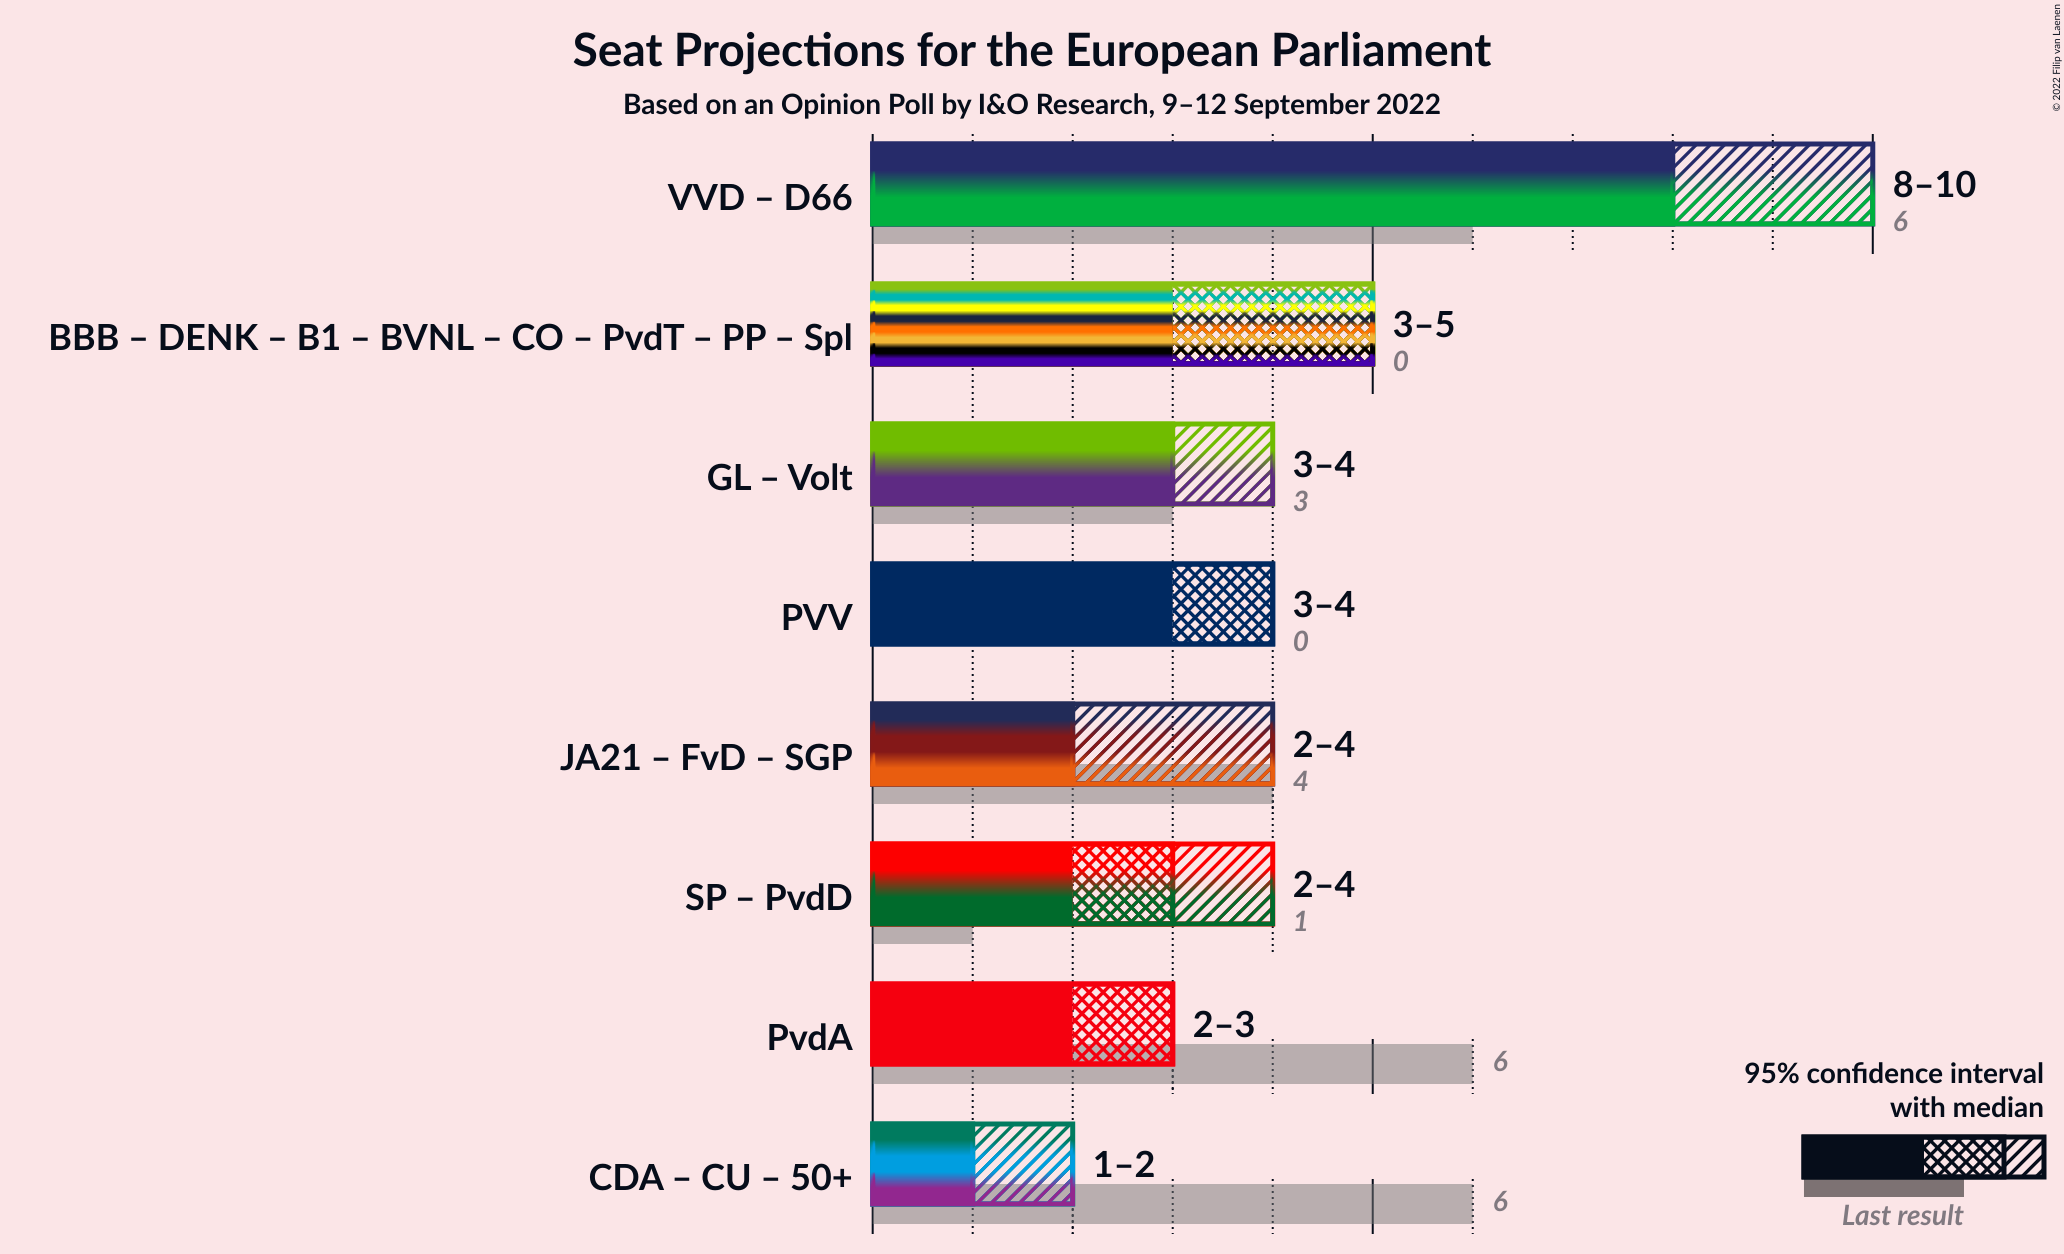 Seat Projections for the European Parliament
Based on an Opinion Poll by I&O Research, 9–12 September 2022
© 2022 Filip van Laenen
VVD – D66
8–10
6
BBB – DENK – B1 – BVNL – CO – PvdT – PP – Spl
3–5
0
GL – Volt
3–4
3
PVV
3–4
0
JA21 – FvD – SGP
2–4
4
SP – PvdD
2–4
1
PvdA
2–3
6
CDA – CU – 50+
1–2
6
95% confidence interval
with median
Last result